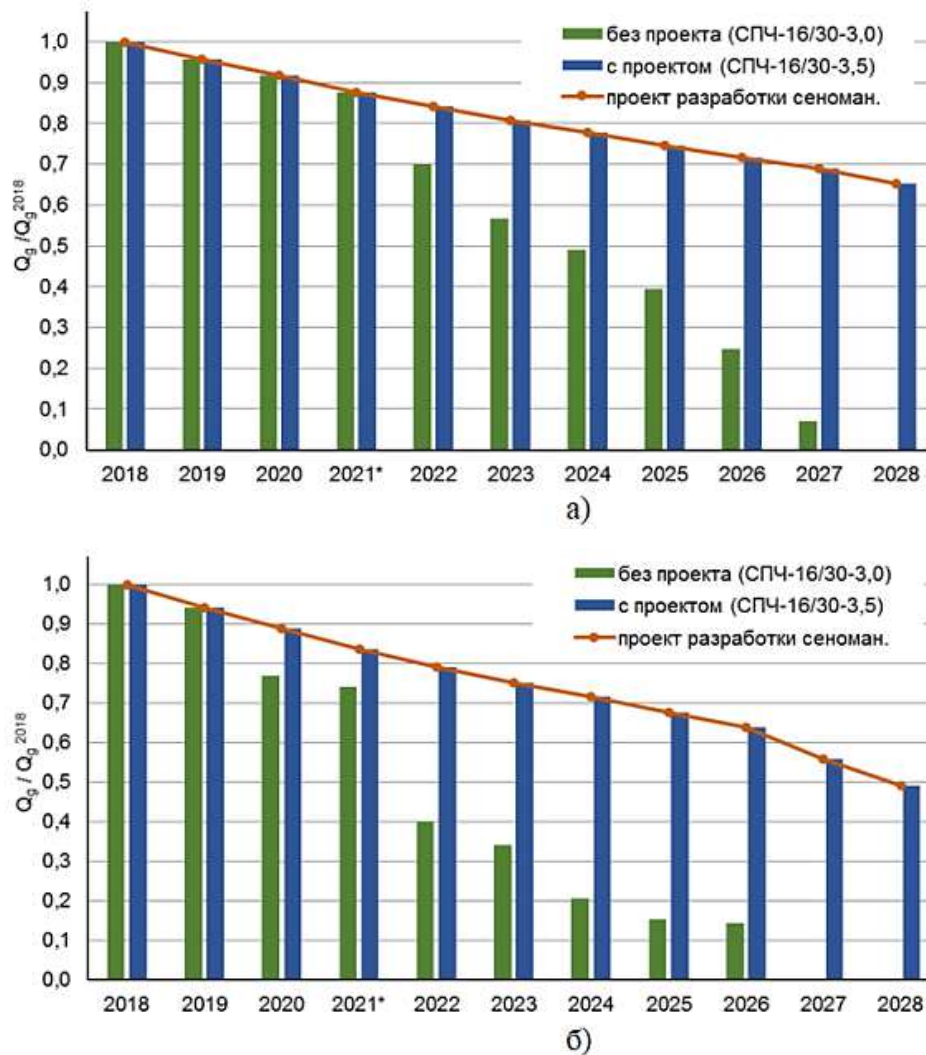 1,0
0,9
0,8
0,7
0,6
0,5
0,4
0,3
0,2
0,1
0,0
Qg /Qg2018
без проекта (СПЧ-16/30-3,0)
с проектом (СПЧ-16/30-3,5)
проект разработки сеноман.
2018 2019 2020 2021* 2022 2023 2024 2025 2026 2027 2028
а)
1,0
0,9
0,8
0,7
0,6
0,5
0,4
0,3
0,2
0,1
0,0
Qg / Qg 2018
без проекта (СПЧ-16/30-3,0)
с проектом (СПЧ-16/30-3,5)
проект разработки сеноман.
2018 2019 2020 2021* 2022 2023 2024 2025 2026 2027 2028
б)